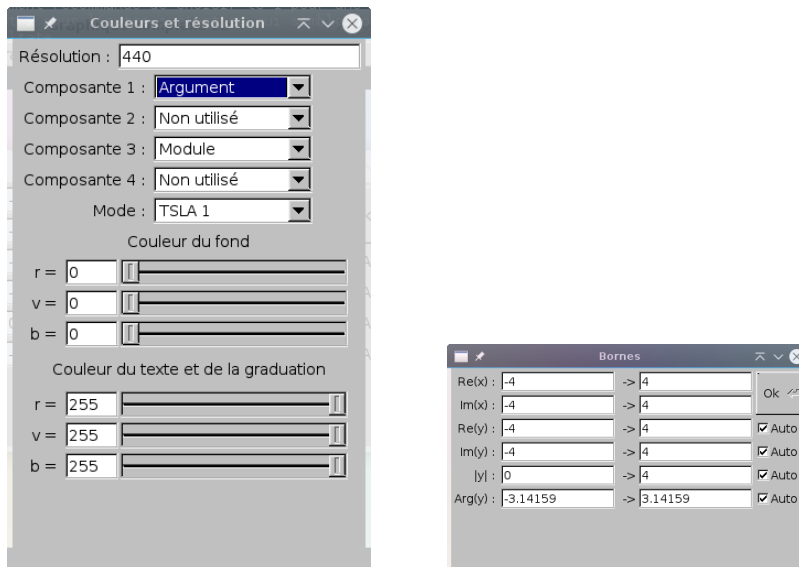 Couleurs et résolution
Résolution : 440
Composante 1 : Argument
Composante 2 : Non utilisé
Composante 3 : Module
Composante 4 : Non utilisé
Mode : TSLA 1
Couleur du fond
r = 0
v = 0
b = 0
Couleur du texte et de la graduation
r = 255
v = 255
b = 255
Bornes
Re(x) : -4 -> 4
Ok
Im(x) : -4 -> 4
Re(y) : -4 -> 4 Auto
Im(y) : -4 -> 4 Auto
|y| : 0 -> 4 Auto
Arg(y) : -3.14159 -> 3.14159 Auto